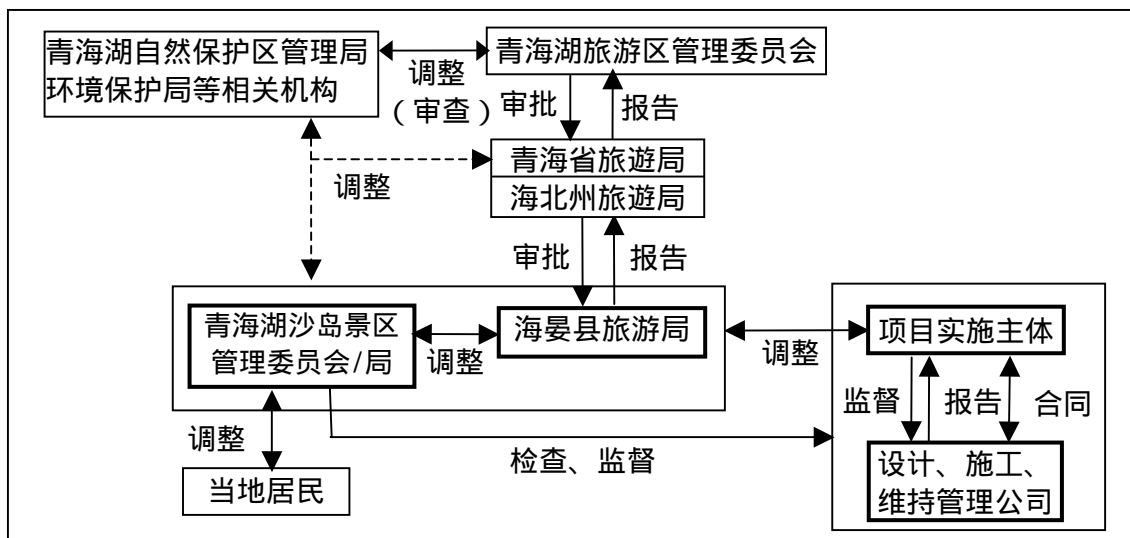 青海湖自然保护区管理局
环境保护局等相关机构
调整
（审查）
青海湖旅游区管理委员会
审批
报告
青海省旅遊局
海北州旅遊局
调整
审批
报告
青海湖沙岛景区
管理委员会/局
调整
海晏县旅游局
调整
项目实施主体
监督
报告
合同
设计、施工、
维持管理公司
调整
检查、监督
当地居民